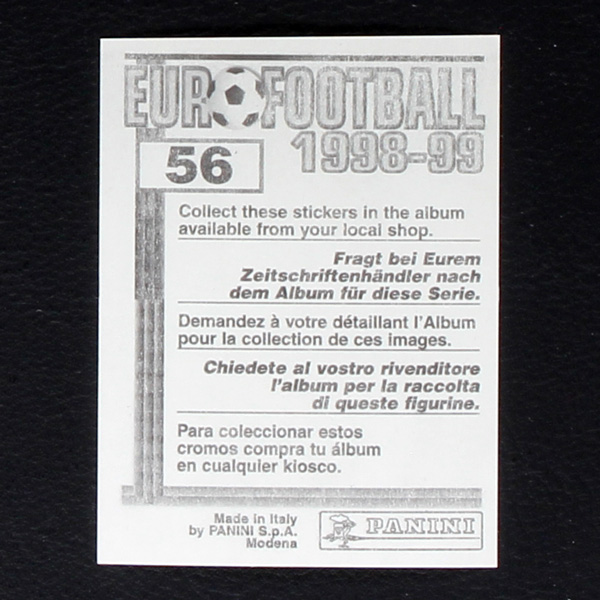 EUROFOOTBALL
1998-99
56
Collect these stickers in the album
available from your local shop.
Fragt bei Eurem
Zeitschriftenhändler nach
dem Album für diese Serie.
Demandez à votre détaillant l'Album
pour la collection de ces images.
Chiedete al vostro rivenditore
l'album per la raccolta
di queste figurine.
Para coleccionar estos
cromos compra tu álbum
en cualquier kiosco.
Made in Italy
by PANINI S.p.A.
Modena
PANINI